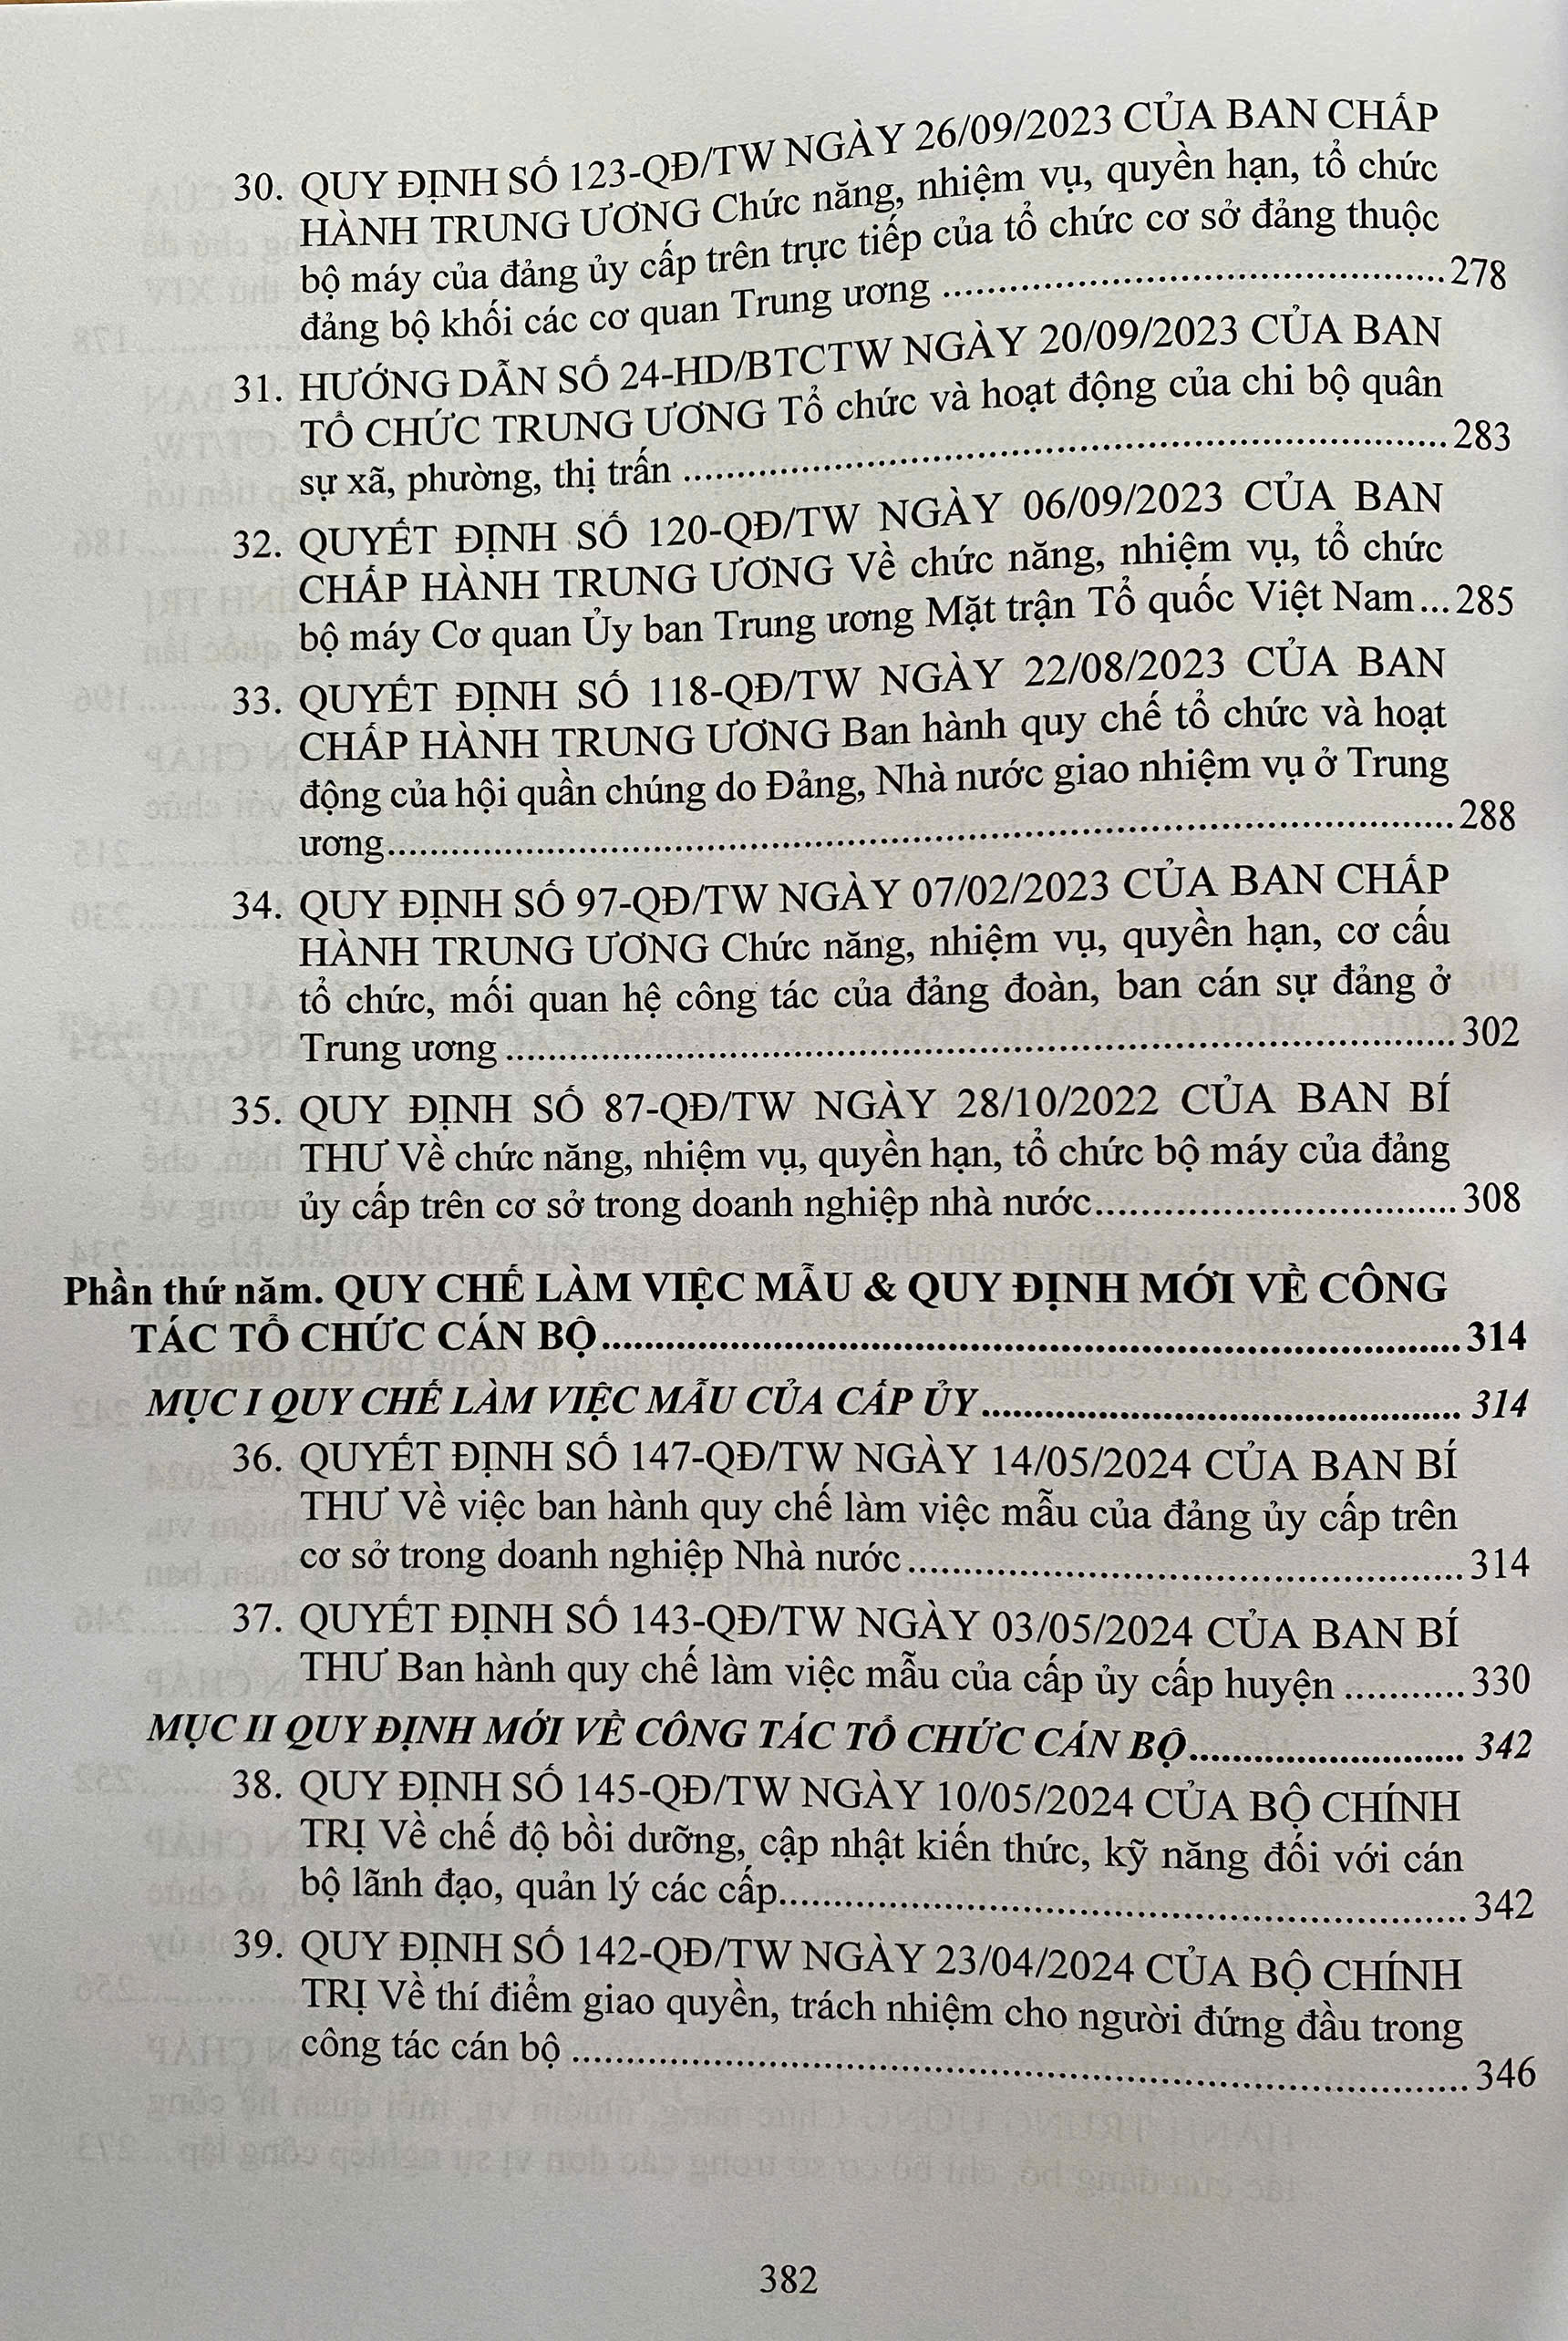 30. QUY ĐỊNH SỐ 123-QĐ/TW NGÀY 26/09/2023 CỦA BAN CHẤP
HÀNH TRUNG ƯƠNG Chức năng, nhiệm vụ, quyền hạn, tổ chức
bộ máy của đảng ủy cấp trên trực tiếp của tổ chức cơ sở đảng thuộc
đảng bộ khối các cơ quan Trung ương ........................................ 278
31. HƯỚNG DẪN SỐ 24-HD/BTCTW NGÀY 20/09/2023 CỦA BAN
TỔ CHỨC TRUNG ƯƠNG Tổ chức và hoạt động của chi bộ quân
sự xã, phường, thị trấn ........................................ 283
32. QUYẾT ĐỊNH SỐ 120-QĐ/TW NGÀY 06/09/2023 CỦA BAN
CHẤP HÀNH TRUNG ƯƠNG Về chức năng, nhiệm vụ, tổ chức
bộ máy Cơ quan Ủy ban Trung ương Mặt trận Tổ quốc Việt Nam...285
33. QUYẾT ĐỊNH SỐ 118-QĐ/TW NGÀY 22/08/2023 CỦA BAN
CHẤP HÀNH TRUNG ƯƠNG Ban hành quy chế tổ chức và hoạt
động của hội quần chúng do Đảng, Nhà nước giao nhiệm vụ ở Trung
ương........................................288
34. QUY ĐỊNH SỐ 97-QĐ/TW NGÀY 07/02/2023 CỦA BAN CHẤP
HÀNH TRUNG ƯƠNG Chức năng, nhiệm vụ, quyền hạn, cơ cấu
tổ chức, mối quan hệ công tác của đảng đoàn, ban cán sự đảng ở
Trung ương ........................................302
35. QUY ĐỊNH SỐ 87-QĐ/TW NGÀY 28/10/2022 CỦA BAN BÍ
THƯ Về chức năng, nhiệm vụ, quyền hạn, tổ chức bộ máy của đảng
ủy cấp trên cơ sở trong doanh nghiệp nhà nước........................................308
Phần thứ năm. QUY CHẾ LÀM VIỆC MẪU & QUY ĐỊNH MỚI VỀ CÔNG
TÁC TỔ CHỨC CÁN BỘ........................................314
MỤC I QUY CHẾ LÀM VIỆC MẪU CỦA CẤP ỦY........................................ 314
36. QUYẾT ĐỊNH SỐ 147-QĐ/TW NGÀY 14/05/2024 CỦA BAN BÍ
THƯ Về việc ban hành quy chế làm việc mẫu của đảng ủy cấp trên
cơ sở trong doanh nghiệp Nhà nước........................................314
37. QUYẾT ĐỊNH SỐ 143-QĐ/TW NGÀY 03/05/2024 CỦA BAN BÍ
THƯ Ban hành quy chế làm việc mẫu của cấp ủy cấp huyện ............330
MỤC II QUY ĐỊNH MỚI VỀ CÔNG TÁC TỔ CHỨC CÁN BỘ............................ 342
38. QUY ĐỊNH SỐ 145-QĐ/TW NGÀY 10/05/2024 CỦA BỘ CHÍNH
TRỊ Về chế độ bồi dưỡng, cập nhật kiến thức, kỹ năng đối với cán
bộ lãnh đạo, quản lý các cấp........................................342
39. QUY ĐỊNH SỐ 142-QĐ/TW NGÀY 23/04/2024 CỦA BỘ CHÍNH
TRỊ Về thí điểm giao quyền, trách nhiệm cho người đứng đầu trong
công tác cán bộ ........................................346
382